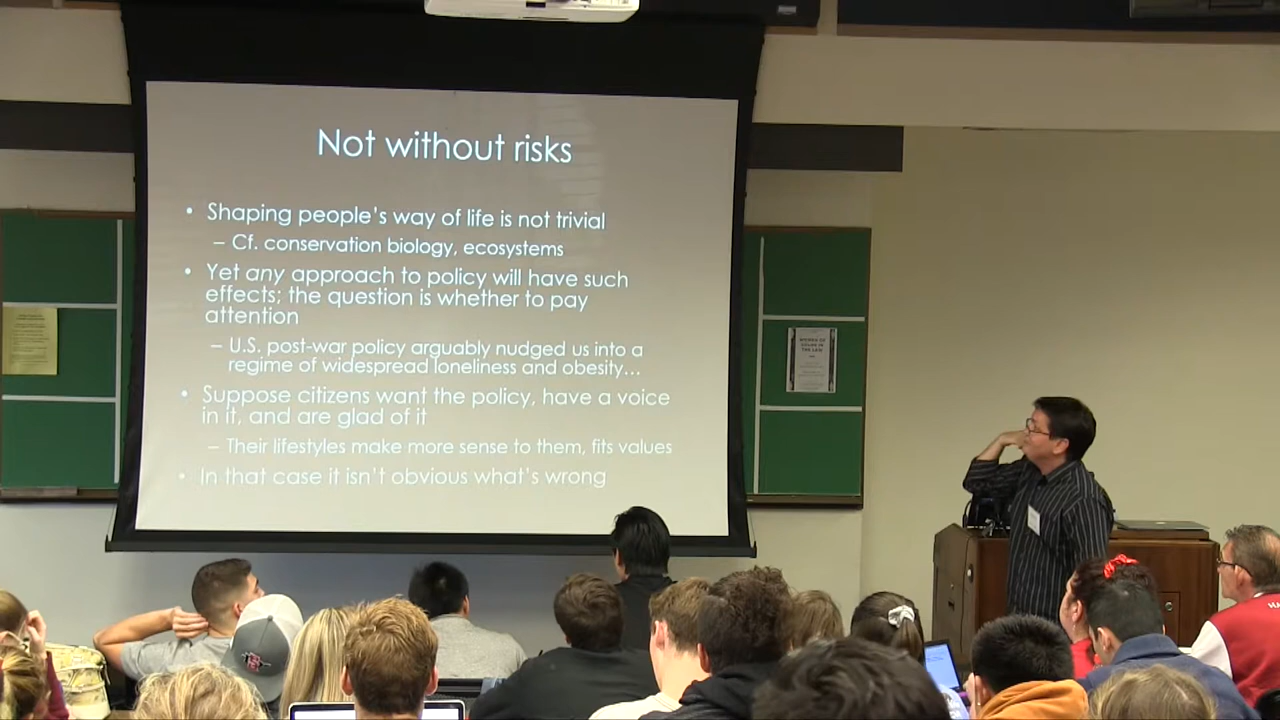 Not without risks
• Shaping people's way of life is not trivial
– Cf. conservation biology, ecosystems
• Yet any approach to policy will have such
effects; the question is whether to pay
attention
– U.S. post-war policy arguably nudged us into a
regime of widespread loneliness and obesity...
• Suppose citizens want the policy, have a voice
in it, and are glad of it
– Their lifestyles make more sense to them, fits values
• In that case it isn't obvious what's wrong